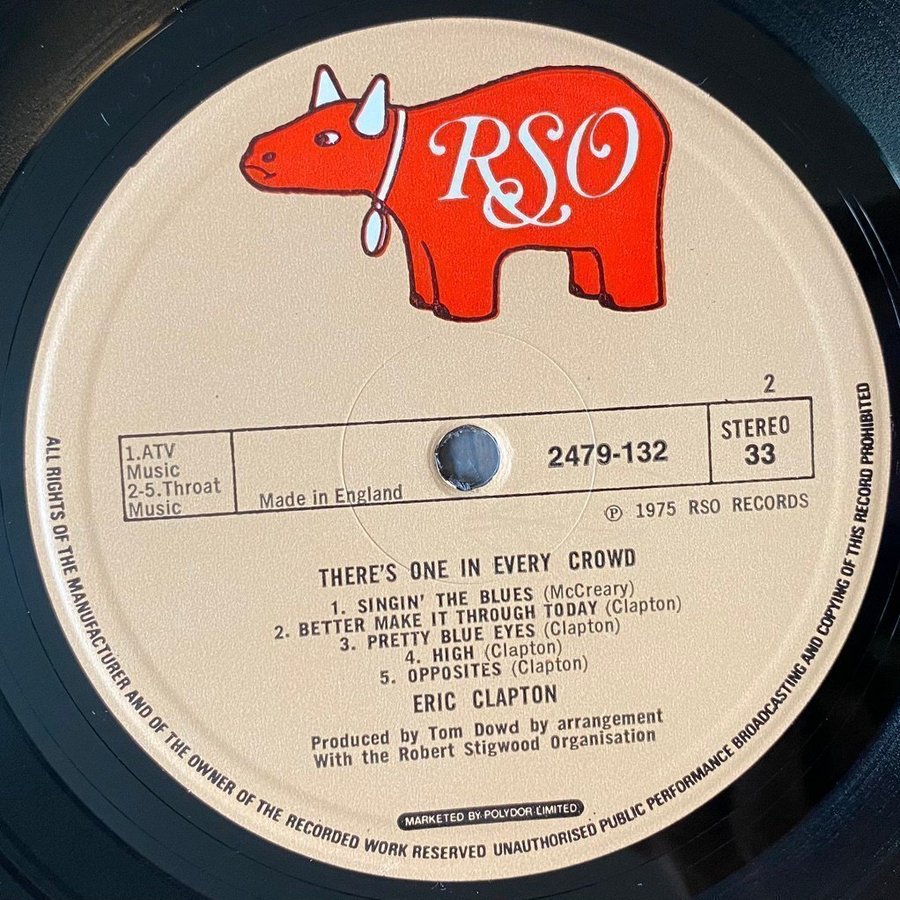 RSO
2
1.ATV
Music
2-5.Throat
Music
Made in England
2479-132
STEREO
33
℗ 1975 RSO RECORDS
THERE'S ONE IN EVERY CROWD
1. SINGIN' THE BLUES (McCreary)
2. BETTER MAKE IT THROUGH TODAY (Clapton)
3. PRETTY BLUE EYES (Clapton)
4. HIGH (Clapton)
5. OPPOSITES (Clapton)
ERIC CLAPTON
Produced by Tom Dowd by arrangement
With the Robert Stigwood Organisation
MARKETED BY POLYDOR LIMITED
ALL RIGHTS OF THE MANUFACTURER AND OF THE OWNER OF THE RECORDED WORK RESERVED UNAUTHORISED PUBLIC PERFORMANCE BROADCASTING AND COPYING OF THIS RECORD PROHIBITED